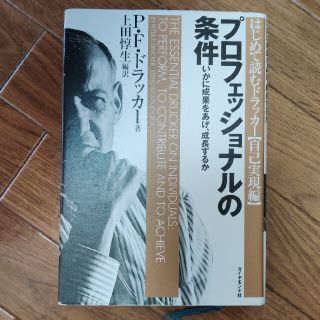 はじめて読むドラッカー【自己実現編】
プロフェッショナルの
条件
いかに成果をあげ、成長するか
THE ESSENTIAL DRUCKER ON INDIVIDUALS:
TO PERFORM, TO CONTRIBUTE AND TO ACHIEVE
P・F・ドラッカー 著
上田惇生 編訳
ダイヤモンド社